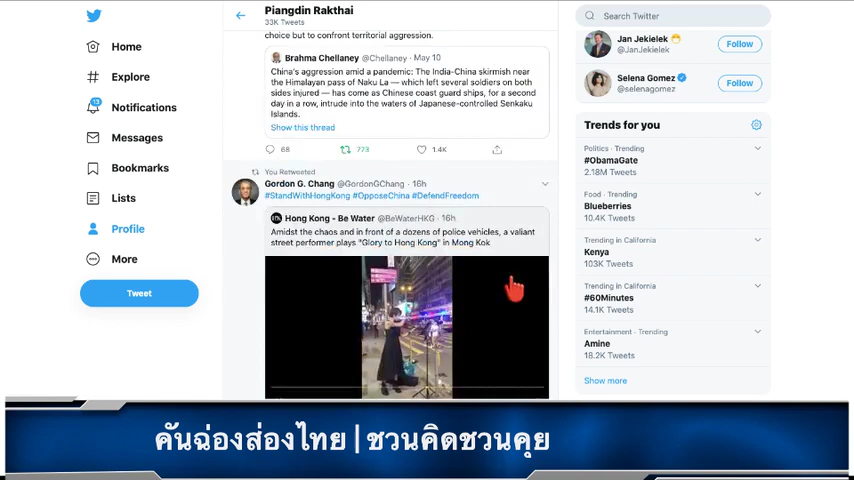 Home
Explore
13
Notifications
Messages
Bookmarks
Lists
Profile
More
Tweet
Piangdin Rakthai
33K Tweets
choice but to confront territorial aggression.
Brahma Chellaney @Chellaney · May 10
China's aggression amid a pandemic: The India-China skirmish near
the Himalayan pass of Naku La — which left several soldiers on both
sides injured — has come as Chinese coast guard ships, for a second
day in a row, intrude into the waters of Japanese-controlled Senkaku
Islands.
Show this thread
68
773
1.4K
You Retweeted
Gordon G. Chang @GordonGChang · 16h
#StandWithHongKong #OpposeChina #DefendFreedom
Hong Kong - Be Water @BeWaterHKG · 16h
Amidst the chaos and in front of a dozens of police vehicles, a valiant
street performer plays "Glory to Hong Kong" in Mong Kok
Search Twitter
Jan Jekielek
@JanJekielek
Follow
Selena Gomez
@selenagomez
Follow
Trends for you
Politics · Trending
#ObamaGate
2.18M Tweets
Food · Trending
Blueberries
10.4K Tweets
Trending in California
Kenya
103K Tweets
Trending in California
#60Minutes
14.1K Tweets
Entertainment · Trending
Amine
18.2K Tweets
Show more
คันฉ่องส่องไทย | ชวนคิดชวนคุย